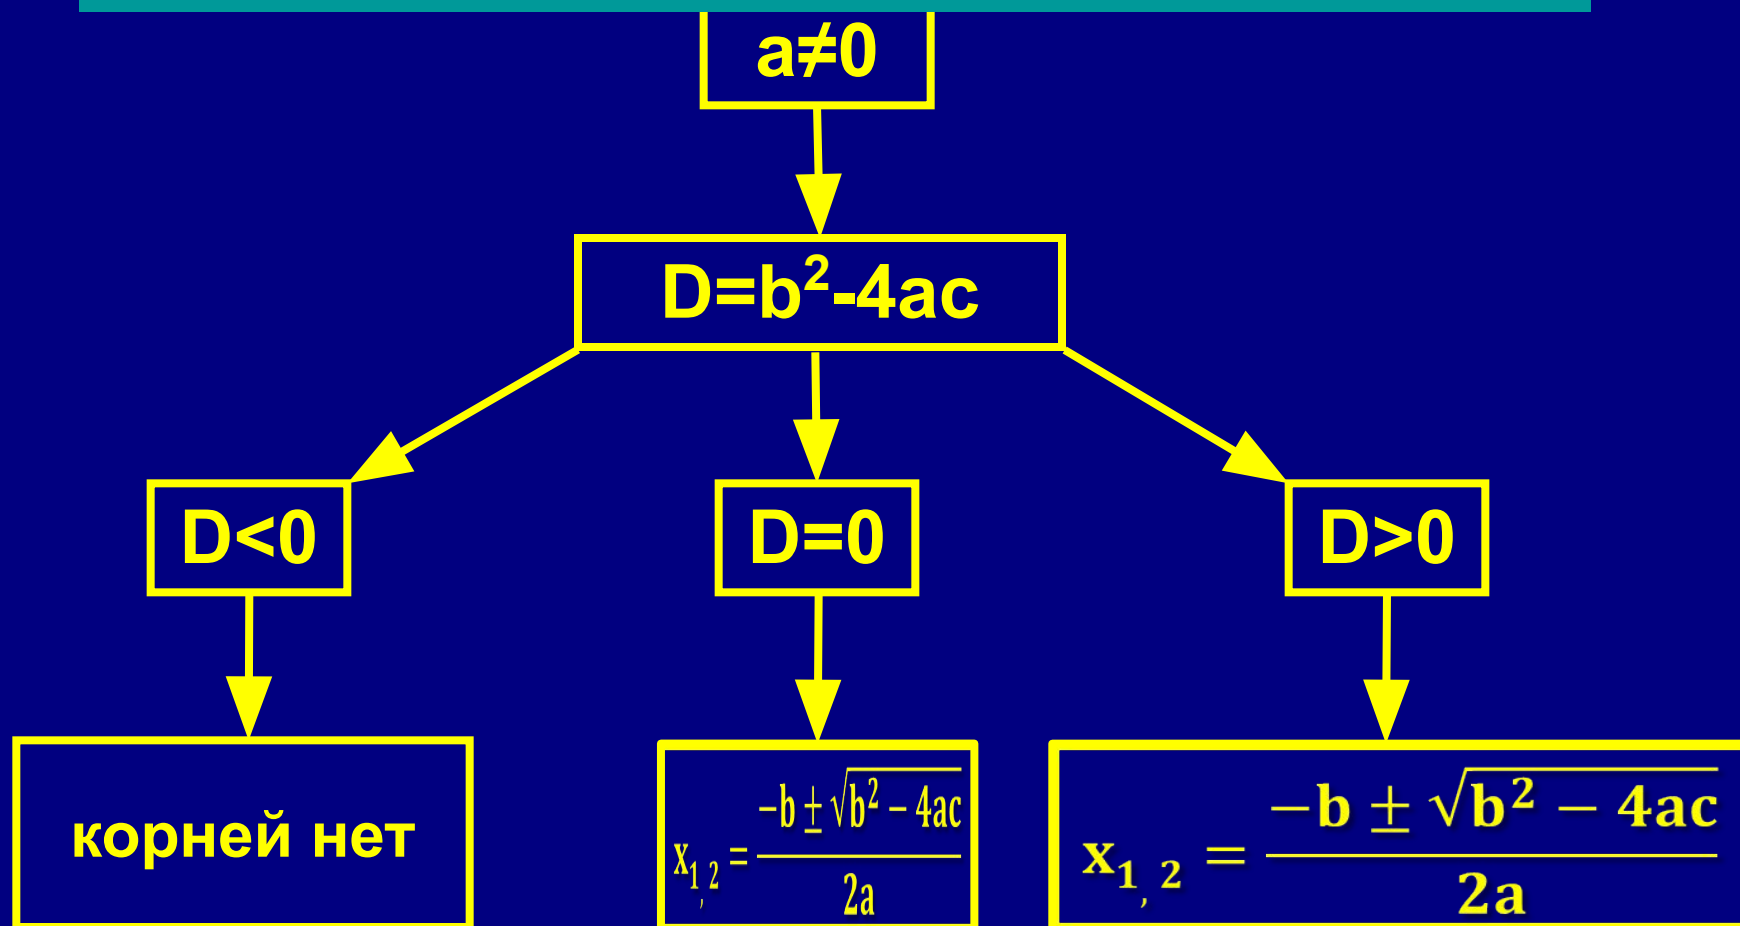 a≠0
D=b²-4ac
D<0
D=0
D>0
корней нет
x₁,₂ = (−b ± √(b² − 4ac)) / 2a
x₁,₂ = (−b ± √(b² − 4ac)) / 2a